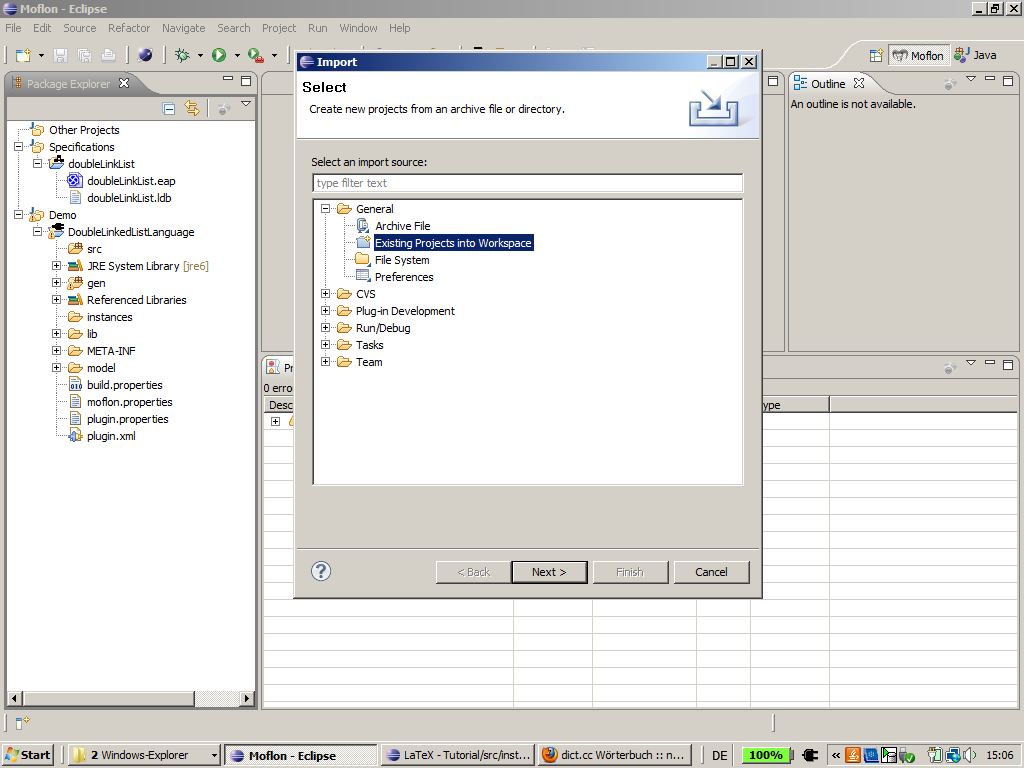 Moflon - Eclipse
File Edit Source Refactor Navigate Search Project Run Window Help
Moflon
Java
Package Explorer
Other Projects
Specifications
doubleLinkList
doubleLinkList.eap
doubleLinkList.ldb
Demo
DoubleLinkedListLanguage
src
JRE System Library [jre6]
gen
Referenced Libraries
instances
lib
META-INF
model
build.properties
moflon.properties
plugin.properties
plugin.xml
Import
Select
Create new projects from an archive file or directory.
Select an import source:
type filter text
General
Archive File
Existing Projects into Workspace
File System
Preferences
CVS
Plug-in Development
Run/Debug
Tasks
Team
?
< Back
Next >
Finish
Cancel
Outline
An outline is not available.
Pr
0 erro
Desc
ype
Start
2 Windows-Explorer
Moflon - Eclipse
LaTeX - Tutorial/src/inst...
dict.cc Wörterbuch :: n...
DE
100%
«
15:06